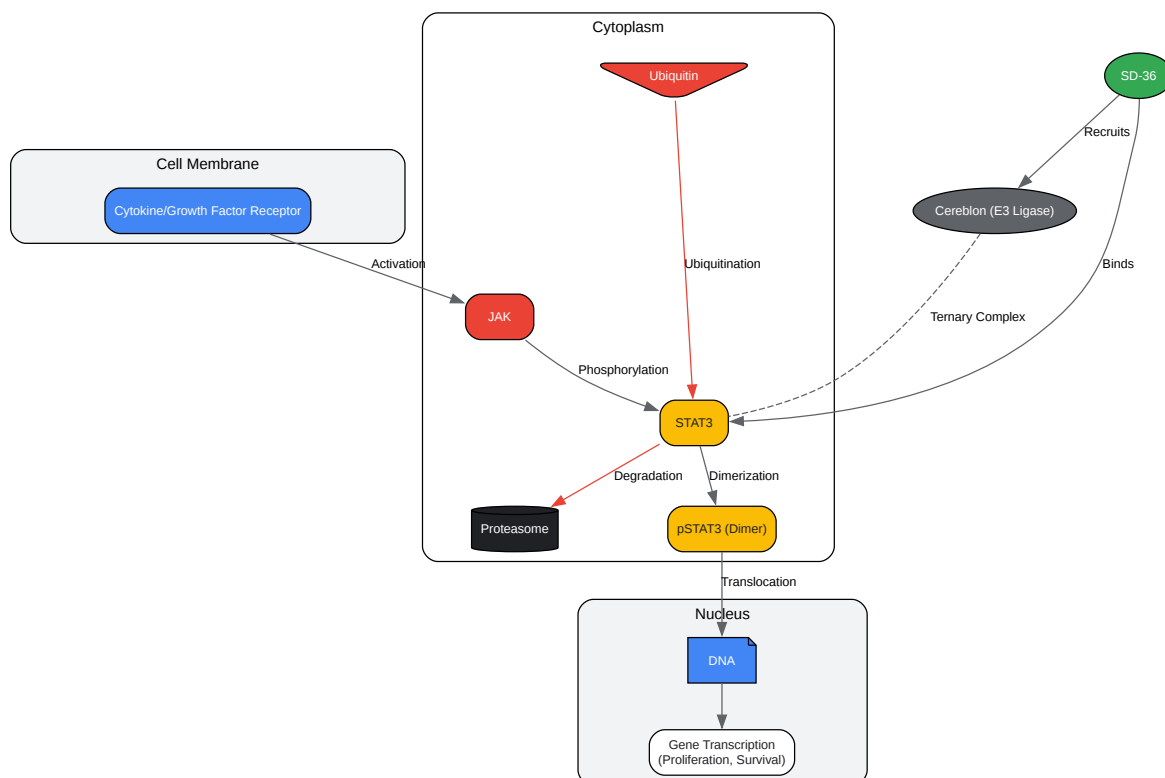 Cytoplasm
Ubiquitin
SD-36
Recruits
Cell Membrane
Cytokine/Growth Factor Receptor
Cereblon (E3 Ligase)
Activation
Ubiquitination
Binds
JAK
Ternary Complex
Phosphorylation
STAT3
Degradation
Dimerization
Proteasome
pSTAT3 (Dimer)
Translocation
Nucleus
DNA
Gene Transcription
(Proliferation, Survival)